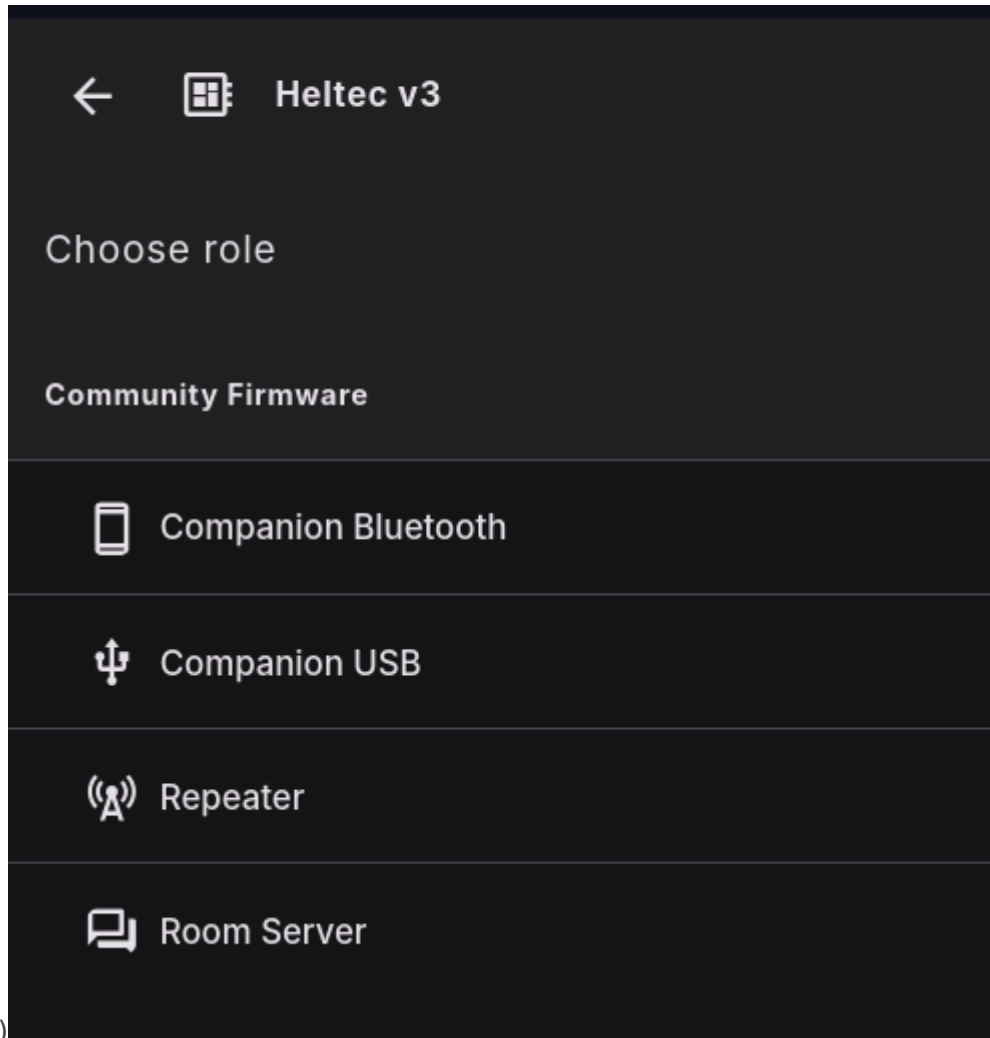 Heltec v3
Choose role
Community Firmware
Companion Bluetooth
Companion USB
Repeater
Room Server
)